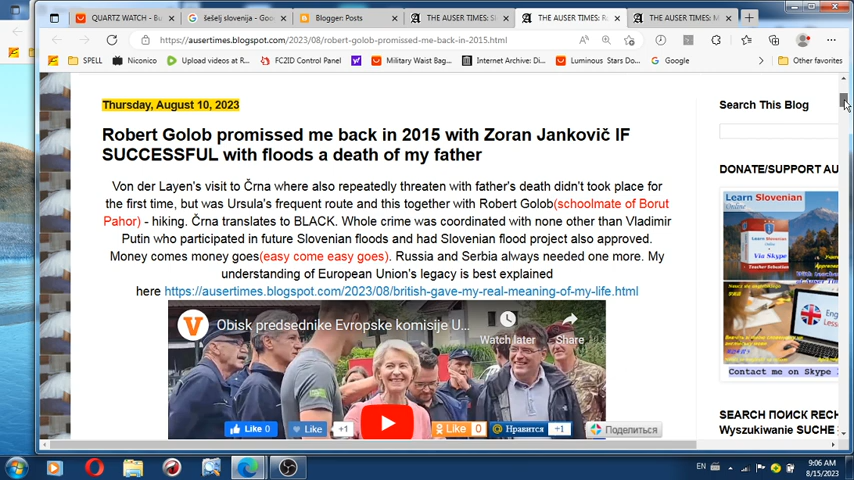 QUARTZ WATCH - Bu
šešelj slovenija - Goo
Blogger: Posts
THE AUSER TIMES: S
THE AUSER TIMES: R
THE AUSER TIMES: M
https://ausertimes.blogspot.com/2023/08/robert-golob-promissed-me-back-in-2015.html
SPELL
Niconico
Upload videos at R...
FC2ID Control Panel
Military Waist Bag...
Internet Archive: Di...
Luminous Stars Do...
Google
Other favorites
Thursday, August 10, 2023
Robert Golob promissed me back in 2015 with Zoran Jankovič IF
SUCCESSFUL with floods a death of my father
Von der Layen's visit to Črna where also repeatedly threaten with father's death didn't took place for
the first time, but was Ursula's frequent route and this together with Robert Golob(schoolmate of Borut
Pahor) - hiking. Črna translates to BLACK. Whole crime was coordinated with none other than Vladimir
Putin who participated in future Slovenian floods and had Slovenian flood project also approved.
Money comes money goes(easy come easy goes). Russia and Serbia always needed one more. My
understanding of European Union's legacy is best explained
here https://ausertimes.blogspot.com/2023/08/british-gave-my-real-meaning-of-my-life.html
V
Obisk predsednike Evropske komisije U...
Watch later
Share
Like 0
Like
+1
Like
0
Нравится
+1
Поделиться
Search This Blog
DONATE/SUPPORT AU
Learn Slovenian
Online
Via Skype
English
Contact me on Skype
SEARCH ПОИСК RECH
Wyszukiwanie SUCHE
EN
9:06 AM
8/15/2023